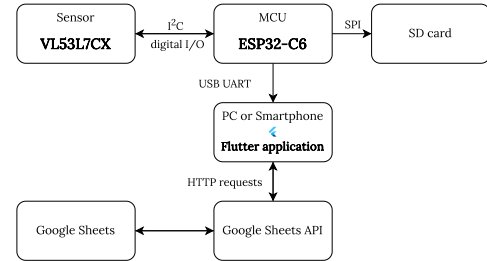 Sensor
VL53L7CX
I2C
digital I/O
MCU
ESP32-C6
SPI
SD card
USB UART
PC or Smartphone
Flutter application
HTTP requests
Google Sheets
Google Sheets API